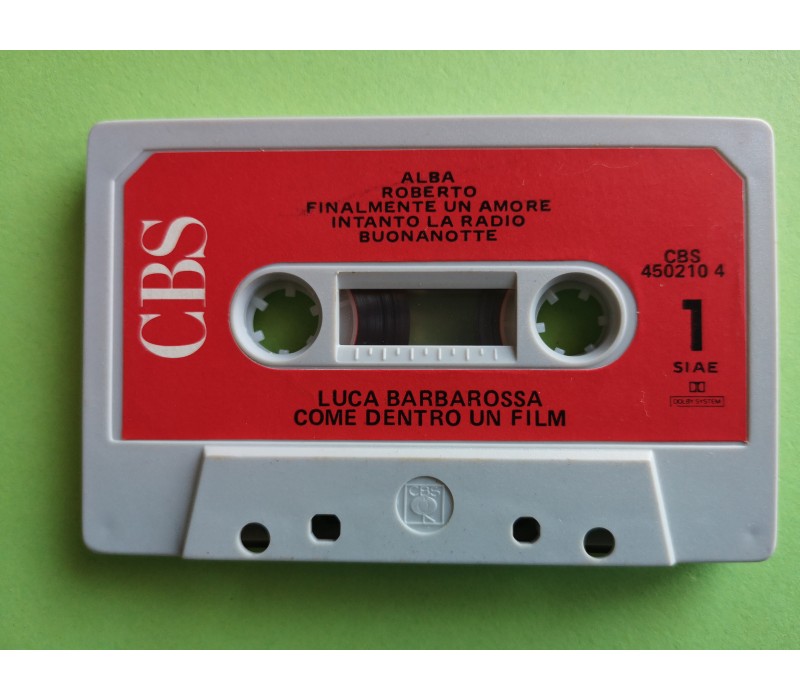 ALBA
ROBERTO
FINALMENTE UN AMORE
INTANTO LA RADIO
BUONANOTTE
CBS
CBS
450210 4
1
SIAE
DOLBY SYSTEM
LUCA BARBAROSSA
COME DENTRO UN FILM
CBS